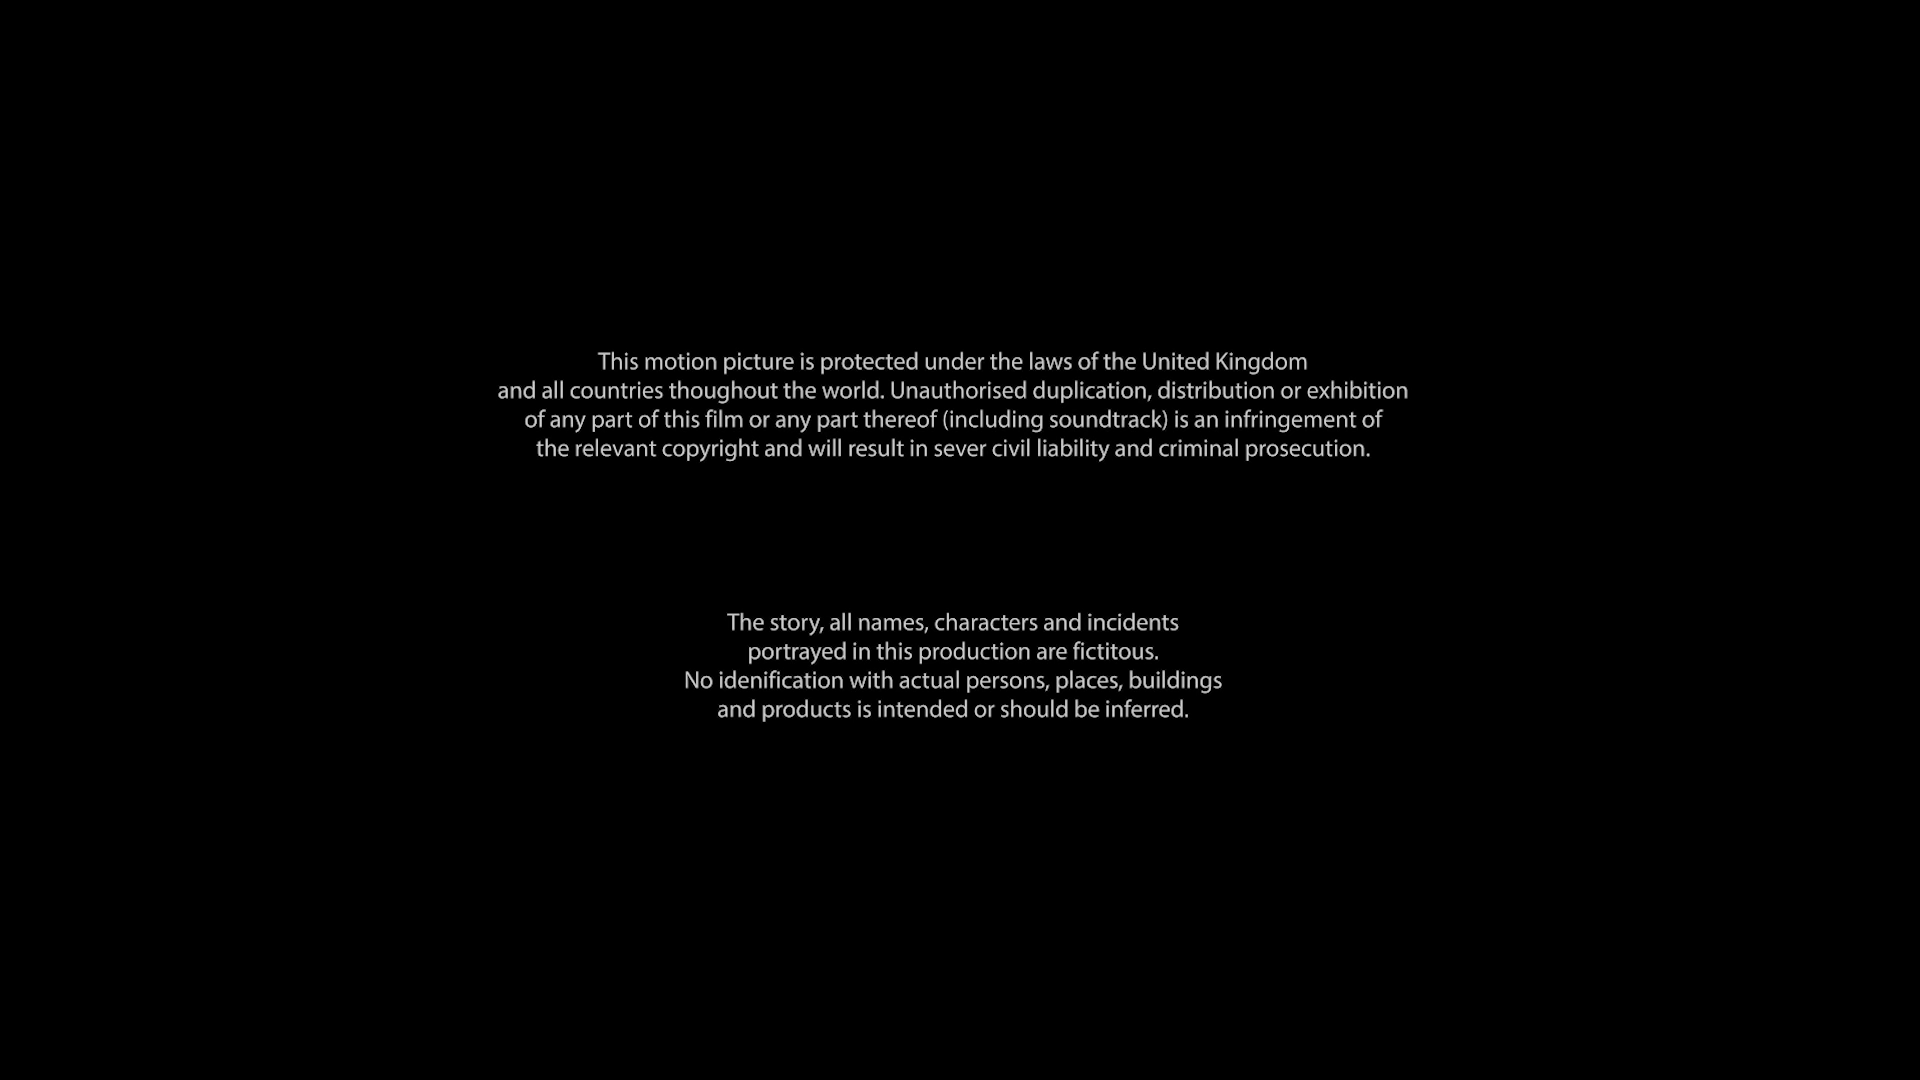 This motion picture is protected under the laws of the United Kingdom
and all countries thoughout the world. Unauthorised duplication, distribution or exhibition
of any part of this film or any part thereof (including soundtrack) is an infringement of
the relevant copyright and will result in sever civil liability and criminal prosecution.
The story, all names, characters and incidents
portrayed in this production are fictitous.
No idenification with actual persons, places, buildings
and products is intended or should be inferred.